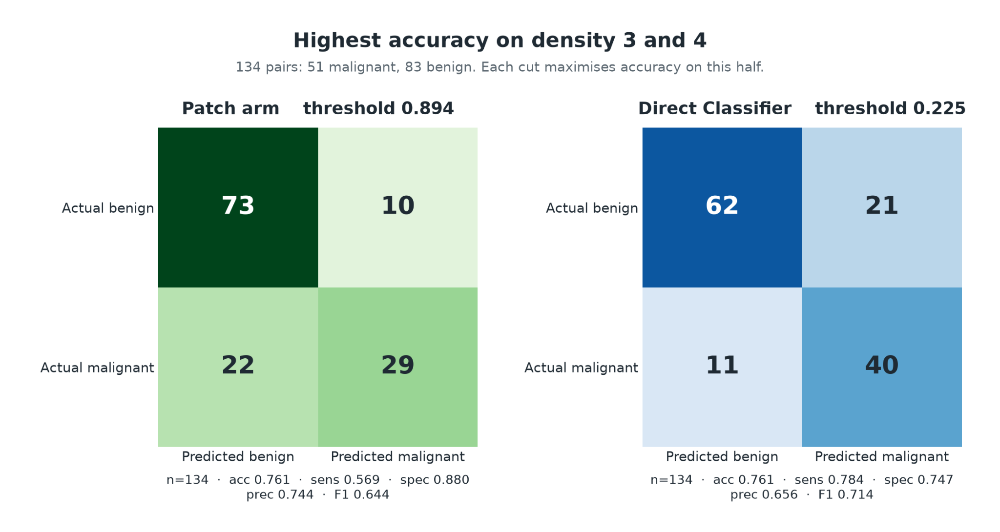 Highest accuracy on density 3 and 4
134 pairs: 51 malignant, 83 benign. Each cut maximises accuracy on this half.
Patch arm threshold 0.894
Actual benign
73
10
Actual malignant
22
29
Predicted benign
Predicted malignant
n=134 · acc 0.761 · sens 0.569 · spec 0.880
prec 0.744 · F1 0.644
Direct Classifier threshold 0.225
Actual benign
62
21
Actual malignant
11
40
Predicted benign
Predicted malignant
n=134 · acc 0.761 · sens 0.784 · spec 0.747
prec 0.656 · F1 0.714